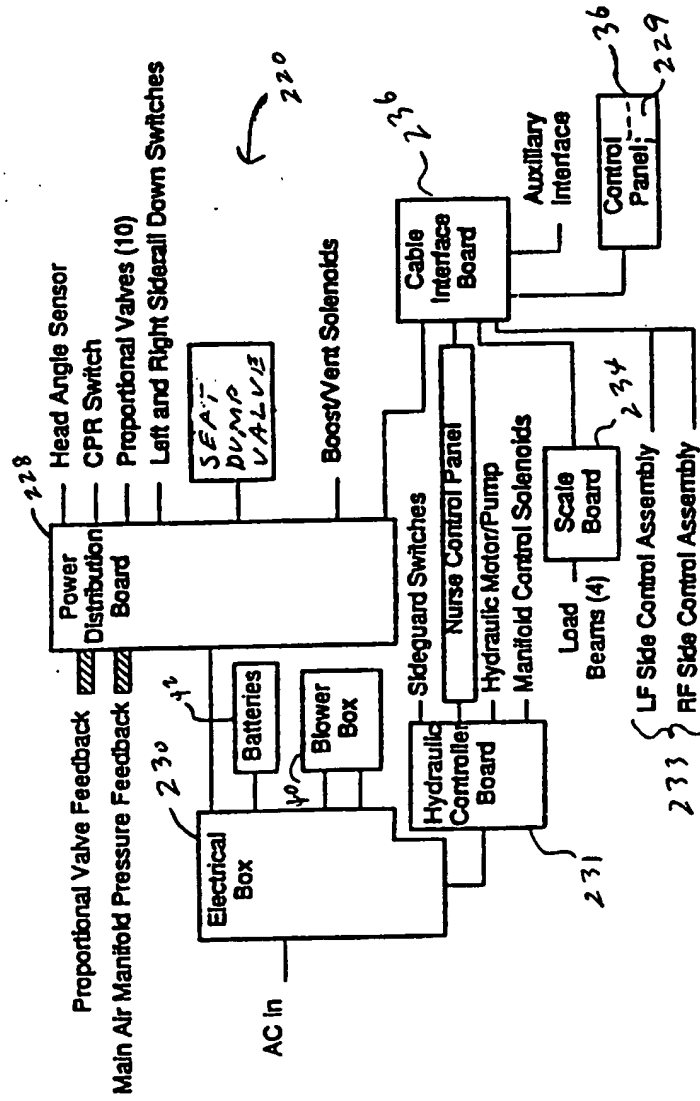 Proportional Valve Feedback
Main Air Manifold Pressure Feedback
AC In
230
Electrical
Box
42
Batteries
40
Blower
Box
228
Power
Distribution
Board
Head Angle Sensor
CPR Switch
Proportional Valves (10)
Left and Right Siderail Down Switches
SEAT
DUMP
VALVE
Boost/Vent Solenoids
220
Hydraulic
Controller
Board
231
Sideguard Switches
Nurse Control Panel
Hydraulic Motor/Pump
Manifold Control Solenoids
Cable
Interface
Board
236
Auxiliary
Interface
Load
Beams (4)
Scale
Board
234
Control
Panel;
36
229
233
LF Side Control Assembly
RF Side Control Assembly